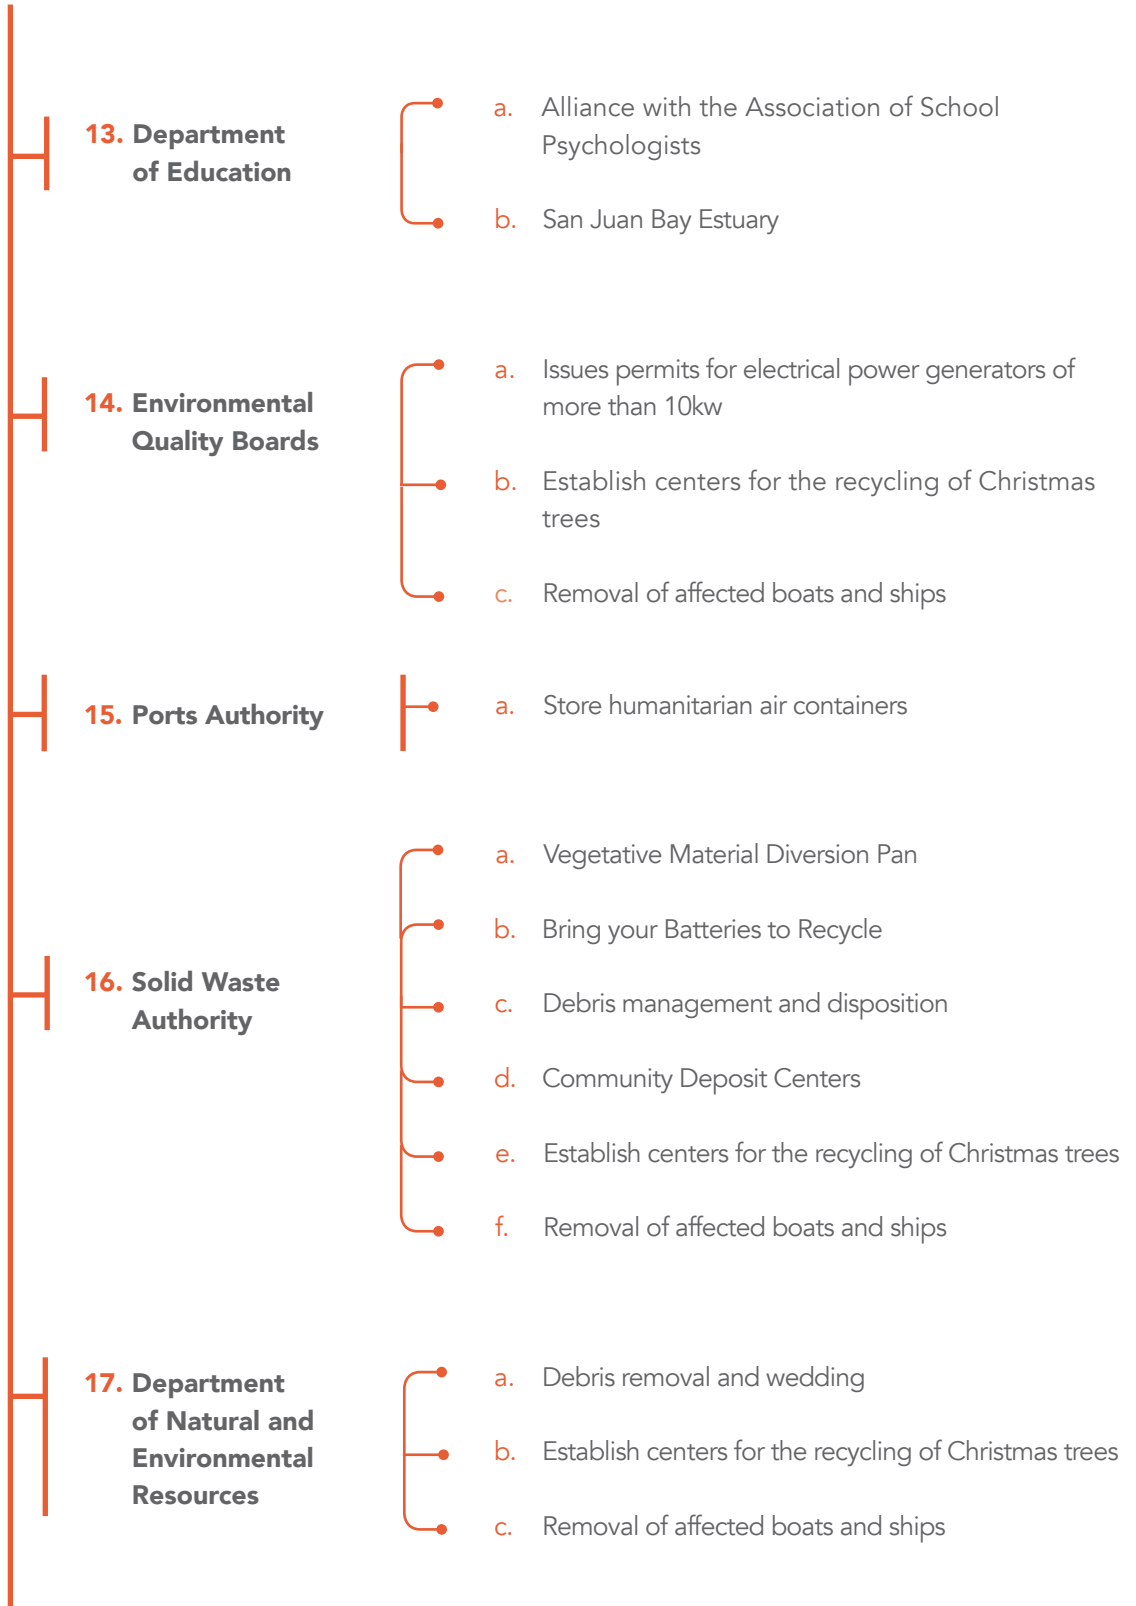 13. Department
of Education
a. Alliance with the Association of School
Psychologists
b. San Juan Bay Estuary
14. Environmental
Quality Boards
a. Issues permits for electrical power generators of
more than 10kw
b. Establish centers for the recycling of Christmas
trees
c. Removal of affected boats and ships
15. Ports Authority
a. Store humanitarian air containers
16. Solid Waste
Authority
a. Vegetative Material Diversion Pan
b. Bring your Batteries to Recycle
c. Debris management and disposition
d. Community Deposit Centers
e. Establish centers for the recycling of Christmas trees
f. Removal of affected boats and ships
17. Department
of Natural and
Environmental
Resources
a. Debris removal and wedding
b. Establish centers for the recycling of Christmas trees
c. Removal of affected boats and ships